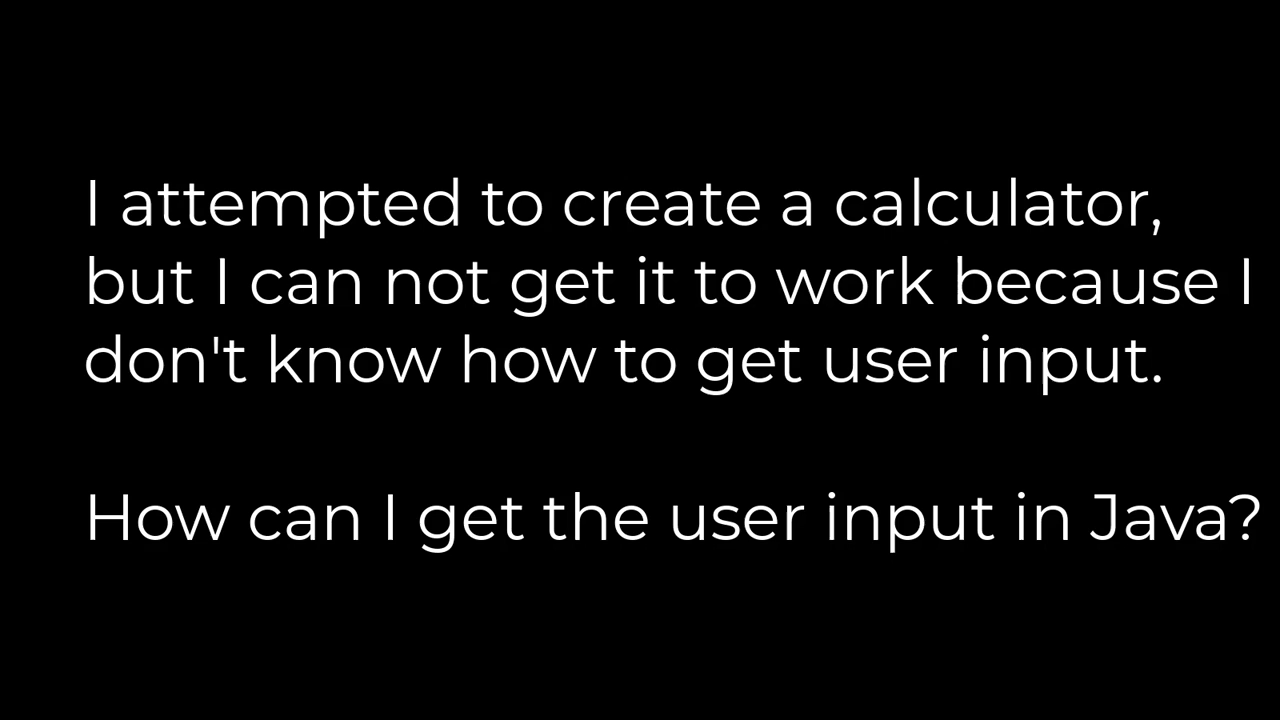 I attempted to create a calculator,
but I can not get it to work because I
don't know how to get user input.
How can I get the user input in Java?